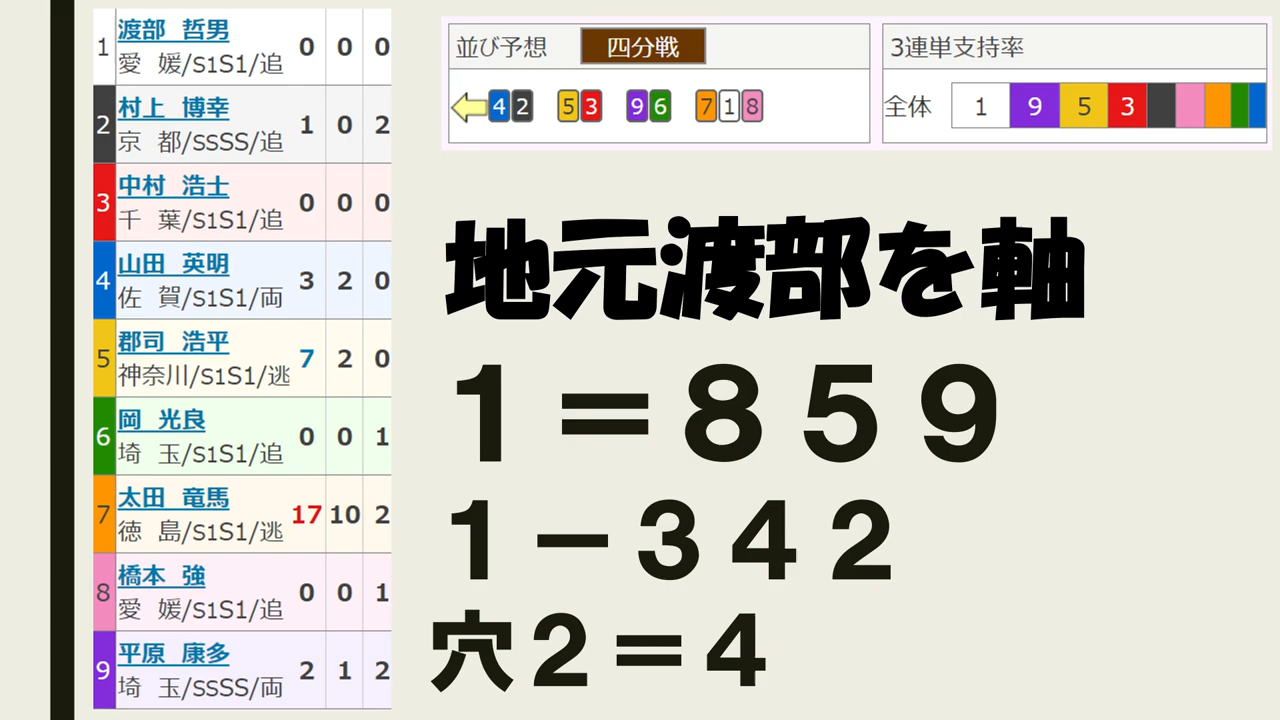 1 渡部 哲男 0 0 0
愛 媛/S1S1/追
2 村上 博幸 1 0 2
京 都/SSSS/追
3 中村 浩士 0 0 0
千 葉/S1S1/追
4 山田 英明 3 2 0
佐 賀/S1S1/両
5 郡司 浩平 7 2 0
神奈川/S1S1/逃
6 岡 光良 0 0 1
埼 玉/S1S1/追
7 太田 竜馬 17 10 2
徳 島/S1S1/逃
8 橋本 強 0 0 1
愛 媛/S1S1/追
9 平原 康多 2 1 2
埼 玉/SSSS/両
並び予想 四分戦
4 2 5 3 9 6 7 1 8
3連単支持率
全体 1 9 5 3
地元渡部を軸
1=859
1-342
穴2=4